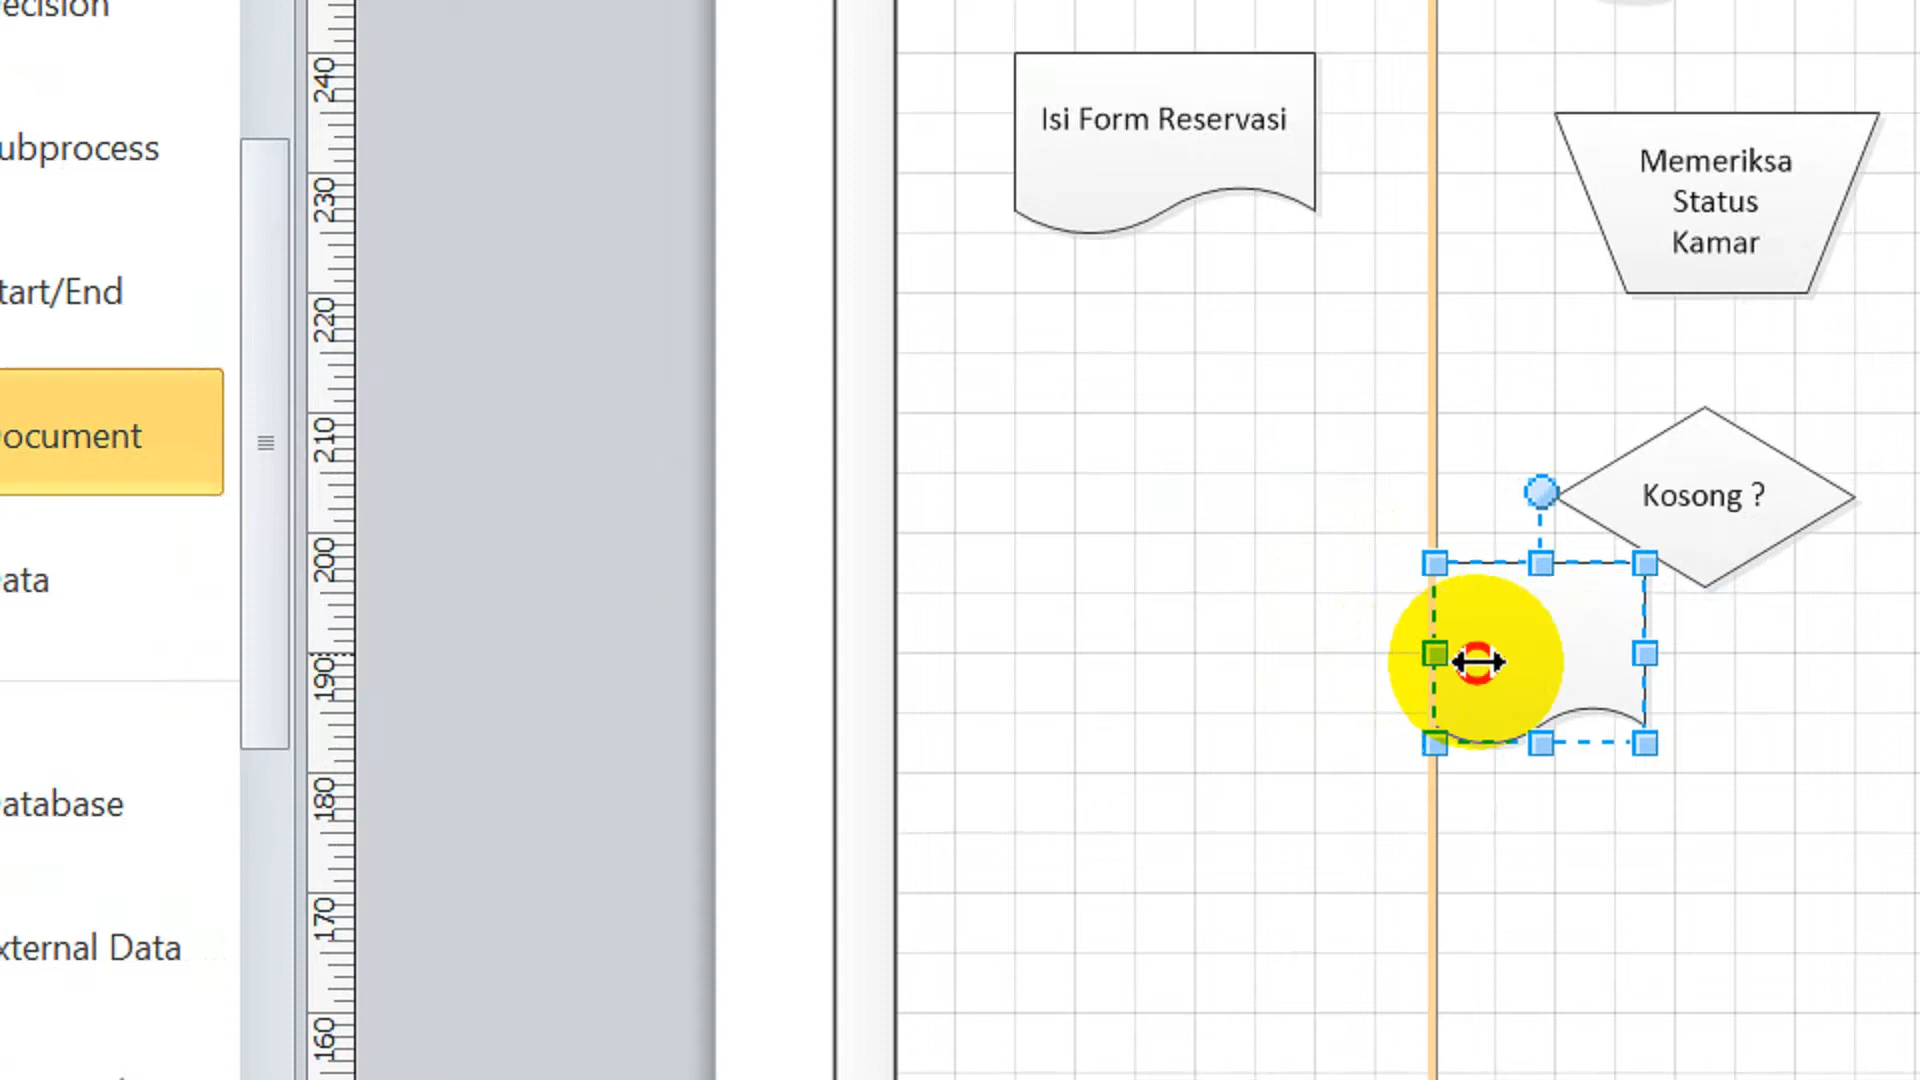 ecision
ubprocess
tart/End
ocument
ata
atabase
xternal Data
240
230
220
210
200
190
180
170
160
Isi Form Reservasi
Memeriksa
Status
Kamar
Kosong ?